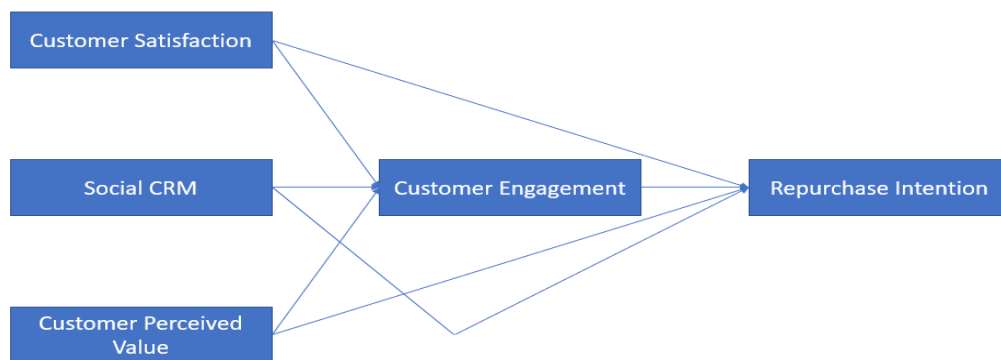 Customer Satisfaction
Social CRM
Customer Engagement
Repurchase Intention
Customer Perceived
Value